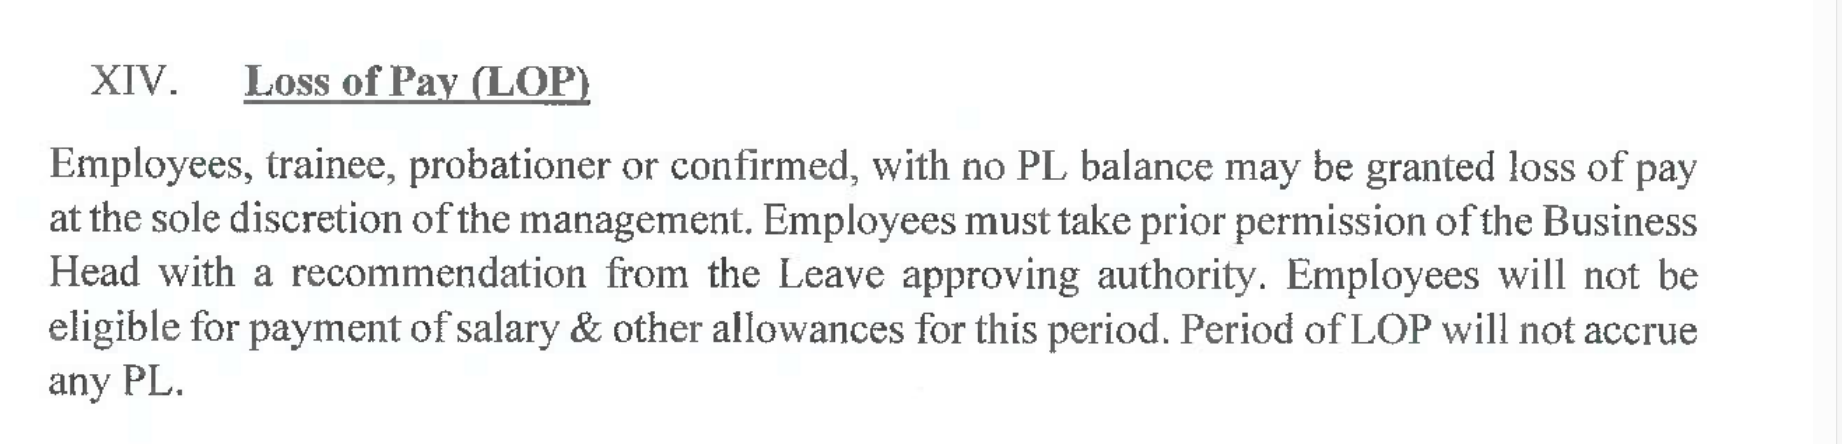 XIV. Loss of Pay (LOP)
Employees, trainee, probationer or confirmed, with no PL balance may be granted loss of pay
at the sole discretion of the management. Employees must take prior permission of the Business
Head with a recommendation from the Leave approving authority. Employees will not be
eligible for payment of salary & other allowances for this period. Period of LOP will not accrue
any PL.